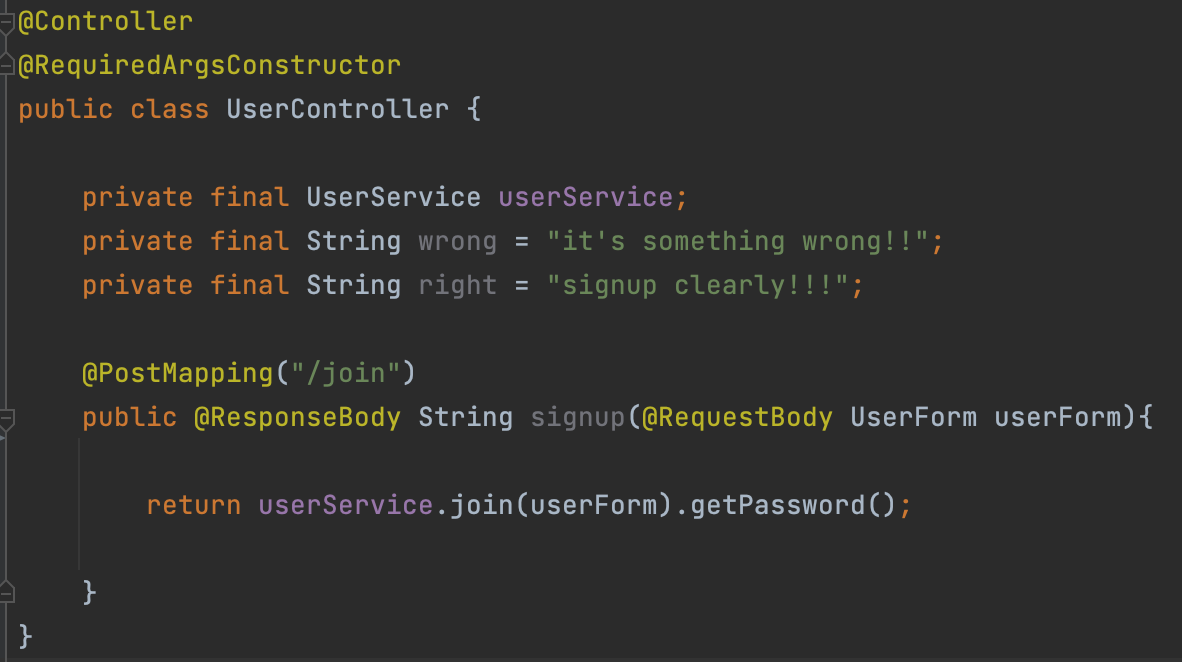 @Controller
@RequiredArgsConstructor
public class UserController {
private final UserService userService;
private final String wrong = "it's something wrong!!";
private final String right = "signup clearly!!!";
@PostMapping("/join")
public @ResponseBody String signup(@RequestBody UserForm userForm){
return userService.join(userForm).getPassword();
}
}